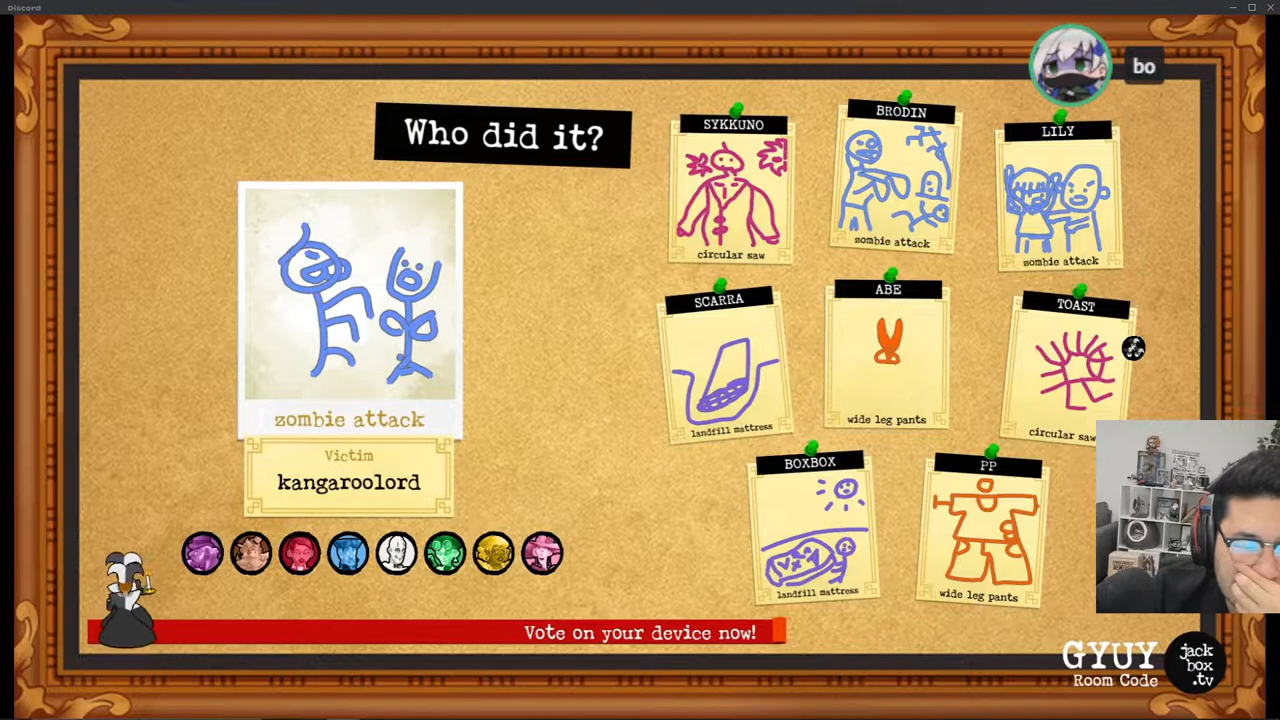 Discord
bo
Who did it?
SYKKUNO
circular saw
BRODIN
zombie attack
LILY
zombie attack
SCARRA
landfill mattress
ABE
wide leg pants
TOAST
circular saw
BOXBOX
landfill mattress
PP
wide leg pants
zombie attack
Victim
kangaroolord
Vote on your device now!
GYUY
Room Code
jack
box
.tv